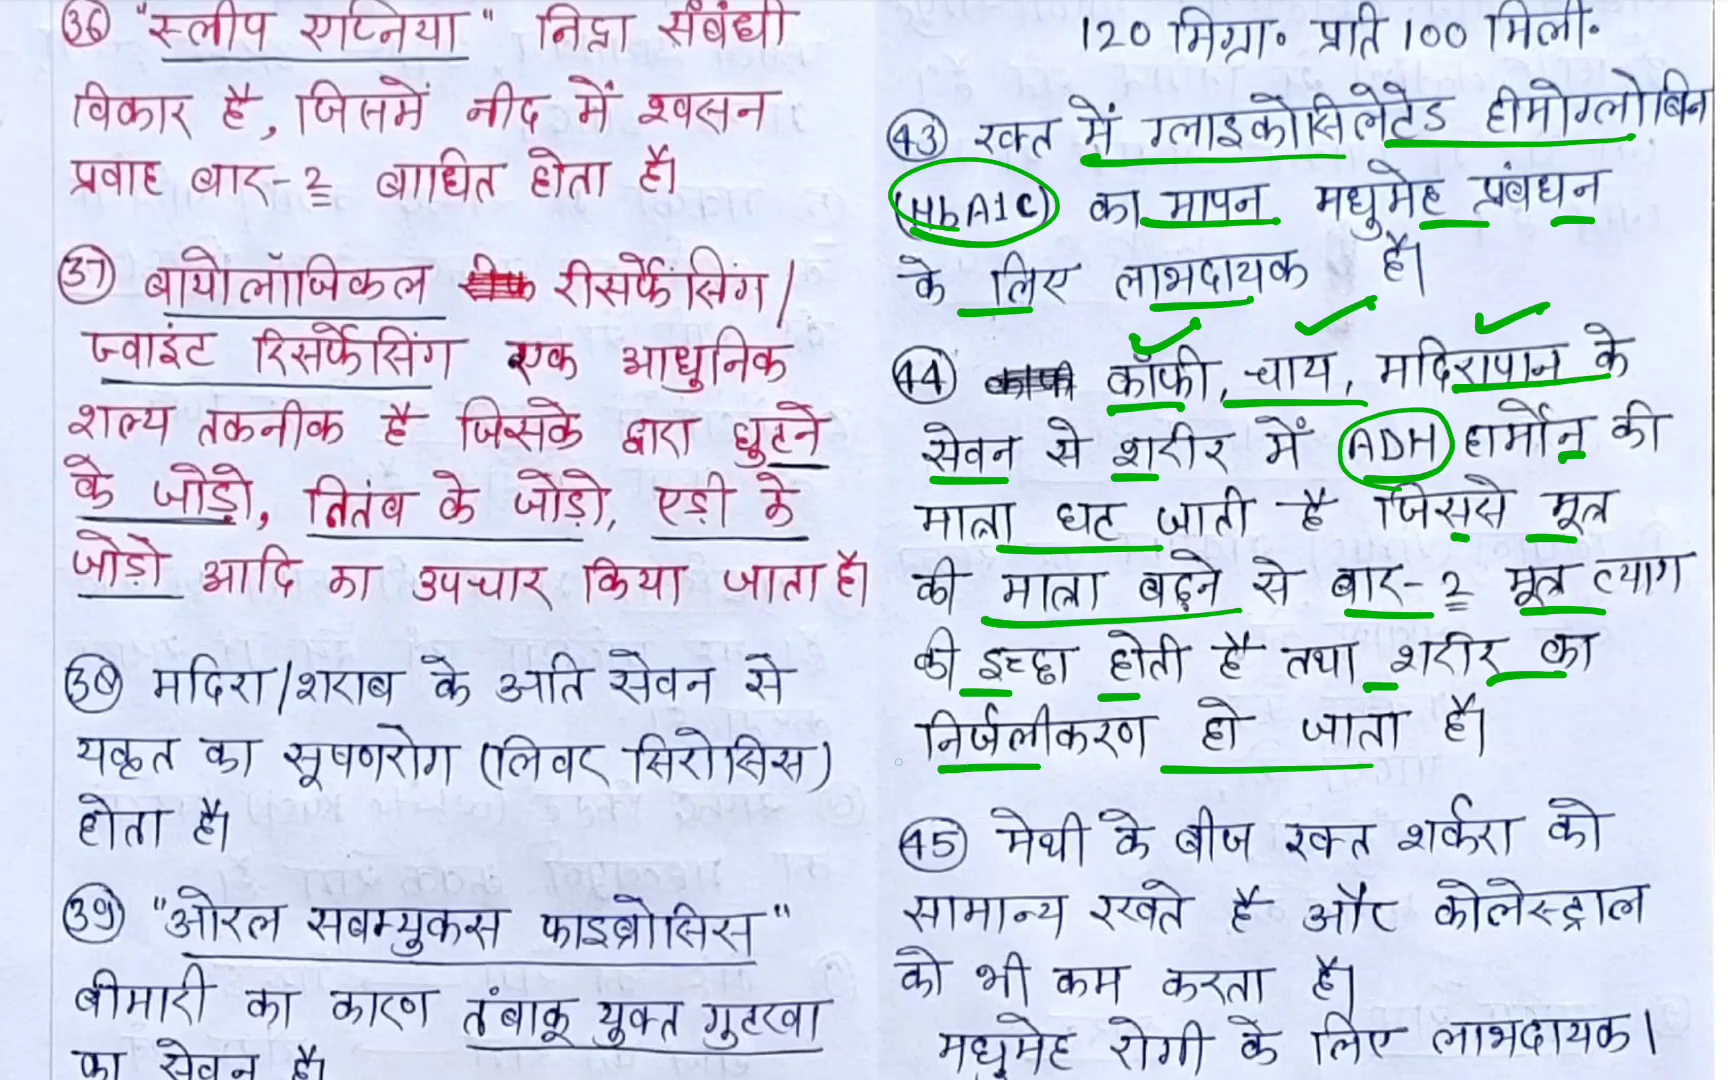 36 "स्लीप एप्निया" निद्रा संबंधी
विकार है, जिसमें नींद में श्वसन
प्रवाह बार-2 बाधित होता है।
37 बायोलॉजिकल रीसर्फेसिंग/
ज्वाइंट रिसर्फेसिंग एक आधुनिक
शल्य तकनीक है जिसके द्वारा घुटने
के जोड़ो, नितंब के जोड़ो, एड़ी के
जोड़ो आदि का उपचार किया जाता है।
38 मदिरा/शराब के अति सेवन से
यकृत का सूषणरोग (लिवर सिरोसिस)
होता है।
39 "ओरल सबम्युकस फाइब्रोसिस"
बीमारी का कारण तंबाकू युक्त गुटखा
का सेवन है।
120 मिग्रा. प्रति 100 मिली.
43 रक्त में ग्लाइकोसिलेटेड हीमोग्लोबिन
(HbA1C) का मापन मधुमेह प्रबंधन
के लिए लाभदायक है।
44 कॉफी, चाय, मदिरापान के
सेवन से शरीर में ADH हार्मोन की
मात्रा घट जाती है जिससे मूत्र
की मात्रा बढ़ने से बार-2 मूत्र त्याग
की इच्छा होती है तथा शरीर का
निर्जलीकरण हो जाता है।
45 मेथी के बीज रक्त शर्करा को
सामान्य रखते है और कोलेस्ट्राल
को भी कम करता है।
मधुमेह रोगी के लिए लाभदायक।